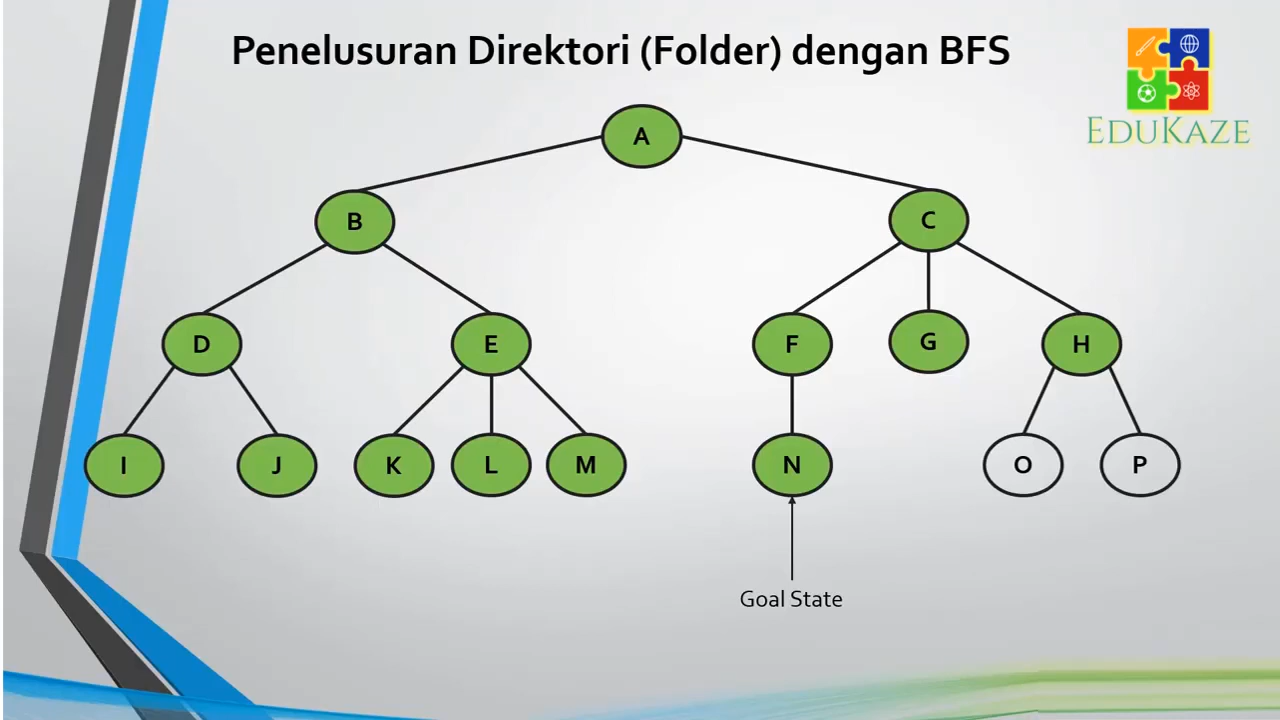 Penelusuran Direktori (Folder) dengan BFS
EDUKAZE
A
B
C
D
E
F
G
H
I
J
K
L
M
N
O
P
Goal State